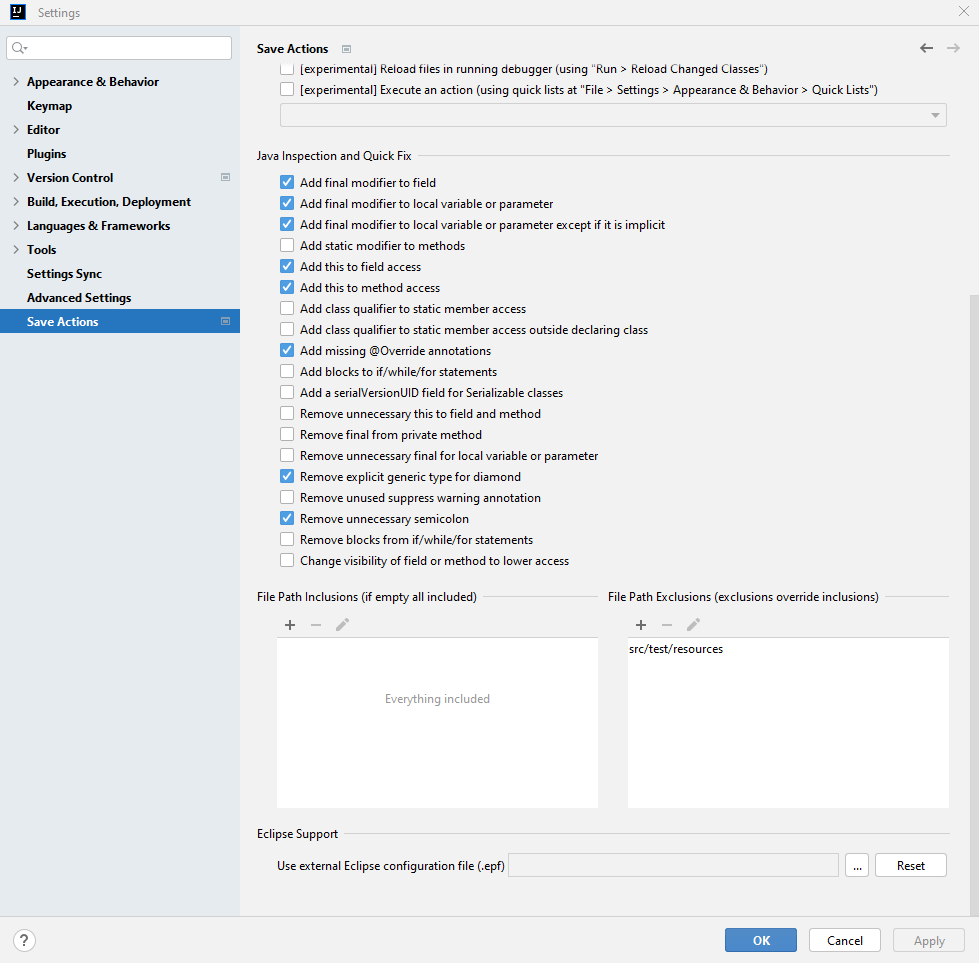 IJ Settings
Appearance & Behavior
Keymap
Editor
Plugins
Version Control
Build, Execution, Deployment
Languages & Frameworks
Tools
Settings Sync
Advanced Settings
Save Actions
Save Actions
[experimental] Reload files in running debugger (using "Run > Reload Changed Classes")
[experimental] Execute an action (using quick lists at "File > Settings > Appearance & Behavior > Quick Lists")
Java Inspection and Quick Fix
Add final modifier to field
Add final modifier to local variable or parameter
Add final modifier to local variable or parameter except if it is implicit
Add static modifier to methods
Add this to field access
Add this to method access
Add class qualifier to static member access
Add class qualifier to static member access outside declaring class
Add missing @Override annotations
Add blocks to if/while/for statements
Add a serialVersionUID field for Serializable classes
Remove unnecessary this to field and method
Remove final from private method
Remove unnecessary final for local variable or parameter
Remove explicit generic type for diamond
Remove unused suppress warning annotation
Remove unnecessary semicolon
Remove blocks from if/while/for statements
Change visibility of field or method to lower access
File Path Inclusions (if empty all included)
Everything included
File Path Exclusions (exclusions override inclusions)
src/test/resources
Eclipse Support
Use external Eclipse configuration file (.epf) ... Reset
? OK Cancel Apply